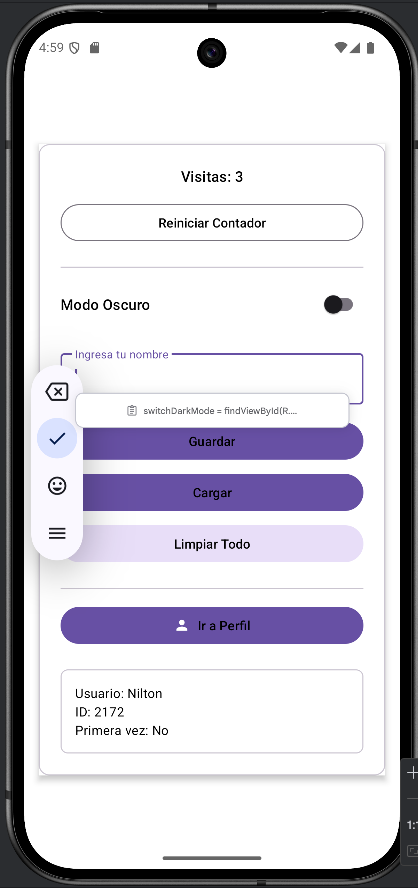 4:59
Visitas: 3
Reiniciar Contador
Modo Oscuro
Ingresa tu nombre
switchDarkMode = findViewById(R....
Guardar
Cargar
Limpiar Todo
Ir a Perfil
Usuario: Nilton
ID: 2172
Primera vez: No